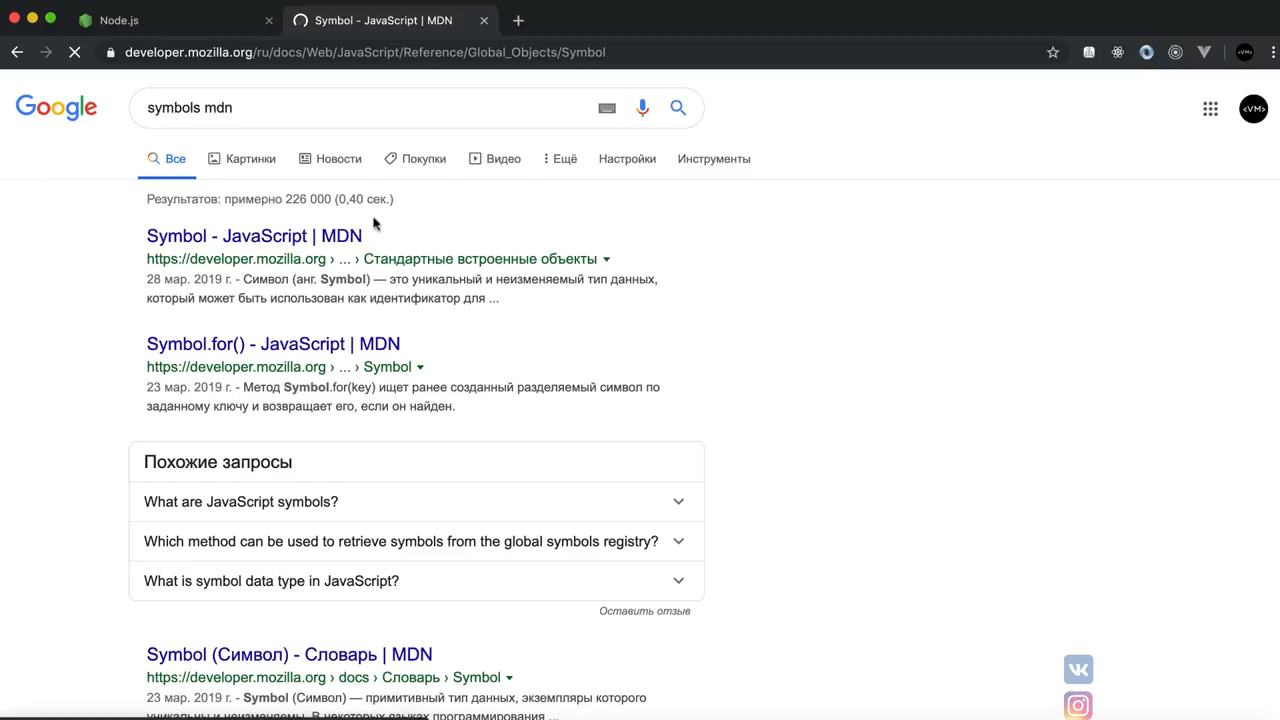 Node.js
Symbol - JavaScript | MDN
developer.mozilla.org/ru/docs/Web/JavaScript/Reference/Global_Objects/Symbol
<VM>
Google
symbols mdn
<VM>
Все
Картинки
Новости
Покупки
Видео
Ещё
Настройки
Инструменты
Результатов: примерно 226 000 (0,40 сек.)
Symbol - JavaScript | MDN
https://developer.mozilla.org › ... › Стандартные встроенные объекты
28 мар. 2019 г. - Символ (анг. Symbol) — это уникальный и неизменяемый тип данных,
который может быть использован как идентификатор для ...
Symbol.for() - JavaScript | MDN
https://developer.mozilla.org › ... › Symbol
23 мар. 2019 г. - Метод Symbol.for(key) ищет ранее созданный разделяемый символ по
заданному ключу и возвращает его, если он найден.
Похожие запросы
What are JavaScript symbols?
Which method can be used to retrieve symbols from the global symbols registry?
What is symbol data type in JavaScript?
Оставить отзыв
Symbol (Символ) - Словарь | MDN
https://developer.mozilla.org › docs › Словарь › Symbol
23 мар. 2019 г. - Symbol (Символ) — примитивный тип данных, экземпляры которого
уникальны и неизменяемы. В некоторых языках программирования ...